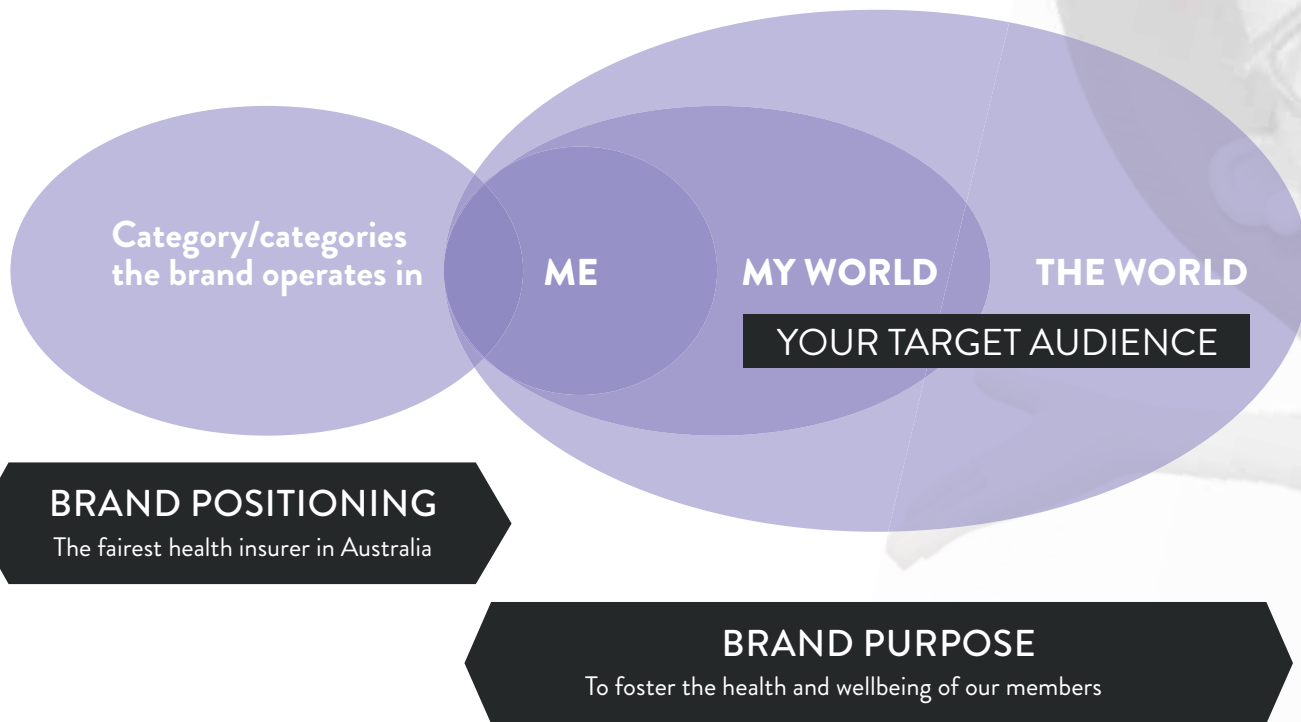 Category/categories
the brand operates in
ME
MY WORLD
THE WORLD
YOUR TARGET AUDIENCE
BRAND POSITIONING
The fairest health insurer in Australia
BRAND PURPOSE
To foster the health and wellbeing of our members